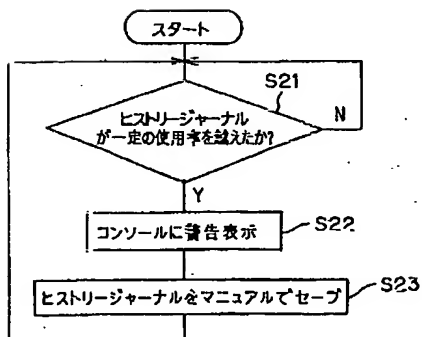 スタート
S21
ヒストリージャーナル
が一定の使用率を越えたか?
N
Y
コンソールに警告表示
S22
ヒストリージャーナルをマニュアルでセーブ
S23